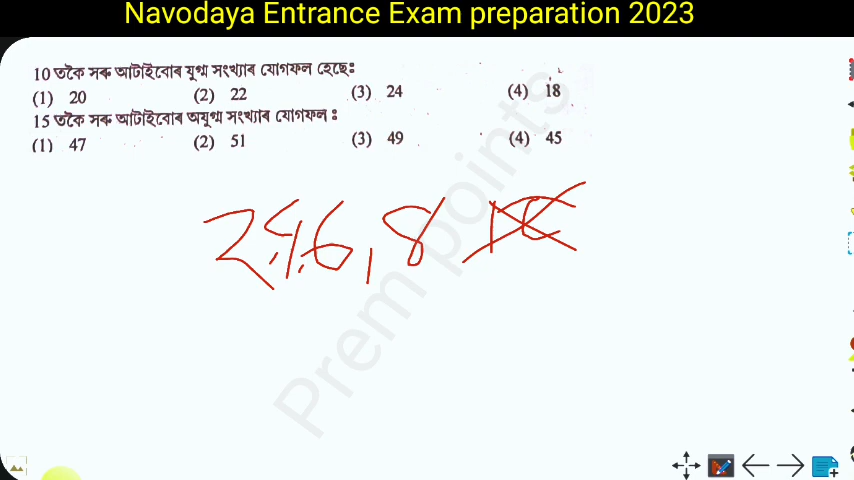 Navodaya Entrance Exam preparation 2023
10 তকৈ সৰু আটাইবোৰ যুগ্ম সংখ্যাৰ যোগফল হেছে:
(1) 20 (2) 22 (3) 24 (4) 18
15 তকৈ সৰু আটাইবোৰ অযুগ্ম সংখ্যাৰ যোগফল :
(1) 47 (2) 51 (3) 49 (4) 45
2, 4, 6, 8
Prem points